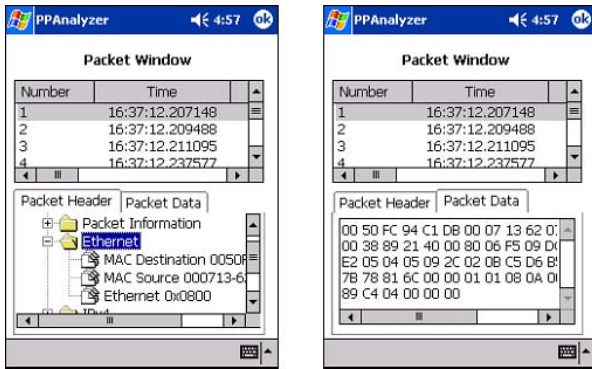 PPAnalyzer 4:57 ok
Packet Window
Number Time
1 16:37:12.207148
2 16:37:12.209488
3 16:37:12.211095
4 16:37:12.237577
Packet Header Packet Data
Packet Information
Ethernet
MAC Destination 0050F
MAC Source 000713-6
Ethernet 0x0800
IPv4
PPAnalyzer 4:57 ok
Packet Window
Number Time
1 16:37:12.207148
2 16:37:12.209488
3 16:37:12.211095
4 16:37:12.237577
Packet Header Packet Data
00 50 FC 94 C1 DB 00 07 13 62
00 38 89 21 40 00 80 06 F5 09
E2 05 04 05 09 2C 02 0B C5 D6
7B 78 81 6C 00 00 01 01 08 0A
89 C4 04 00 00 00